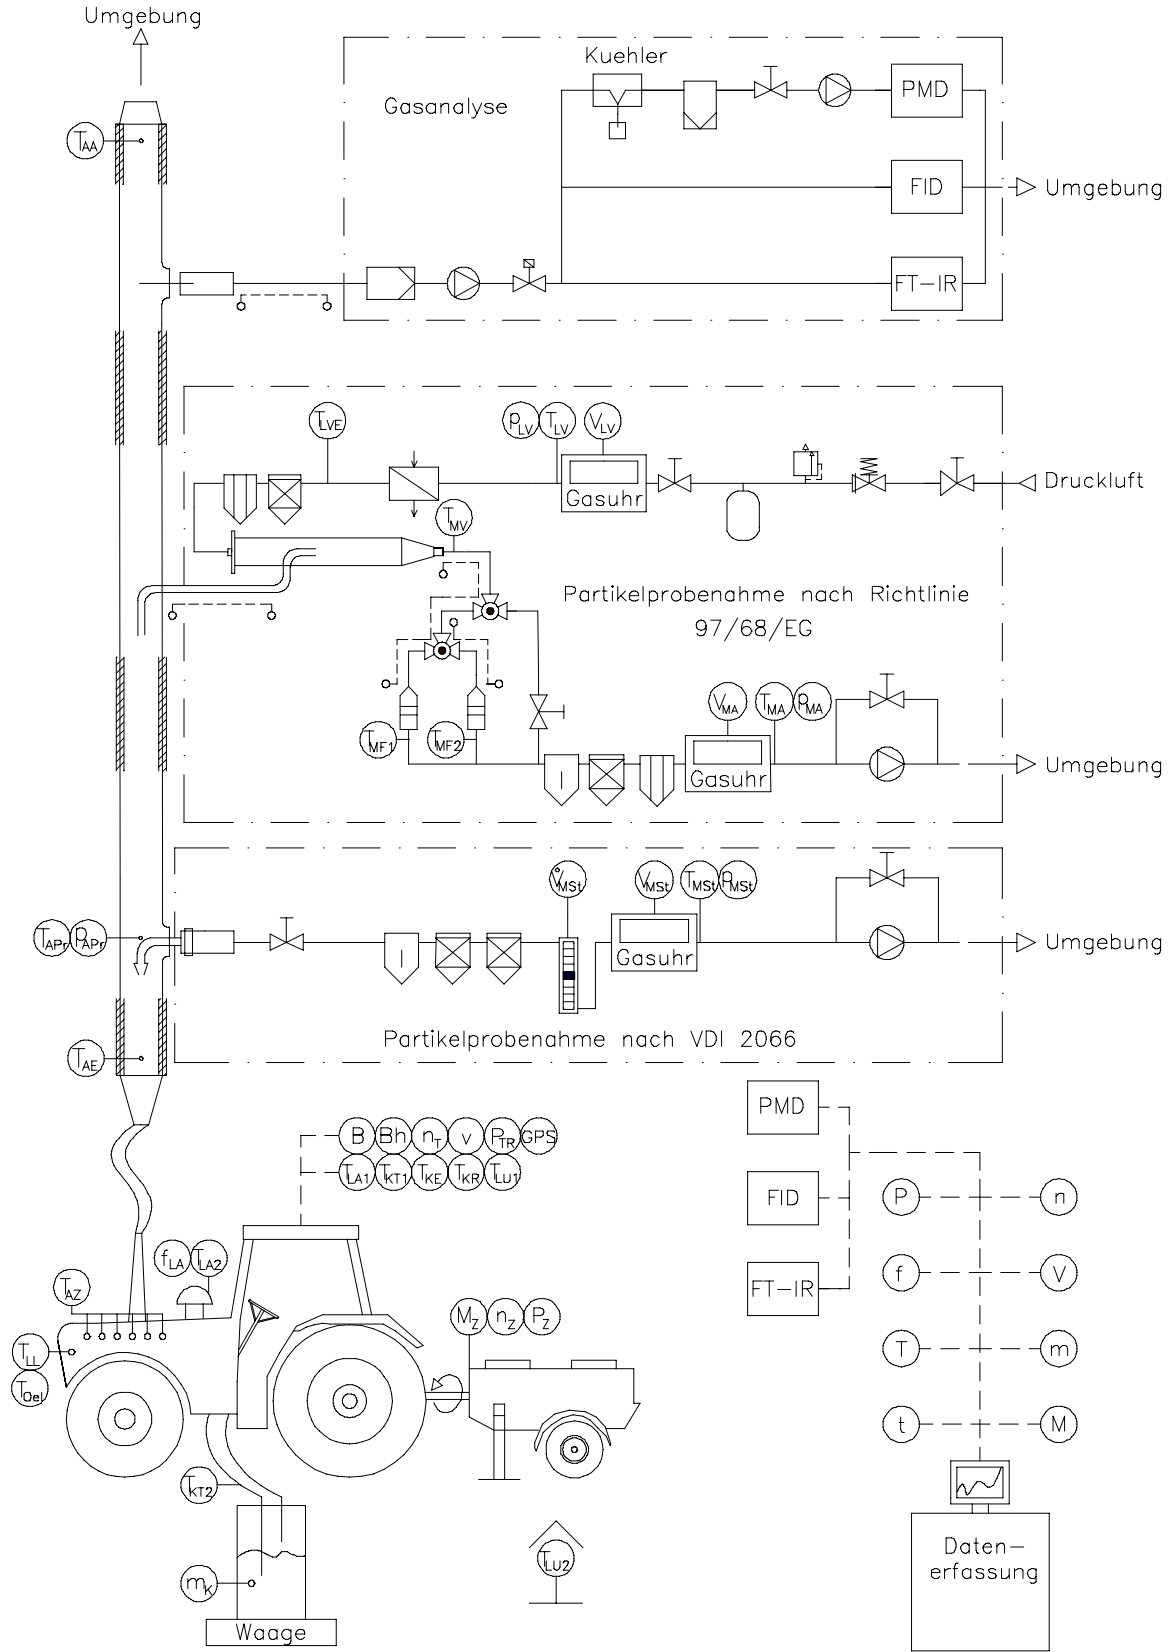 Umgebung
Kuehler
Gasanalyse
PMD
T_AA
FID
Umgebung
FT-IR
T_LVE
p_LV T_LV V_LV
Gasuhr
Druckluft
T_MV
Partikelprobenahme nach Richtlinie
97/68/EG
V_MA T_MA p_MA
T_MF1 T_MF2
Gasuhr
Umgebung
V̊_MSt V_MSt T_MSt p_MSt
T_APr p_APr
Gasuhr
Umgebung
Partikelprobenahme nach VDI 2066
T_AE
PMD
B Bh n_T v P_TR GPS
T_LA1 T_KT1 T_KE T_KR T_LU1
FID
P n
f_LA T_LA2
T_AZ
FT-IR
f V
M_Z n_Z P_Z
T_LL
T m
T_Oel
t M
T_KT2
Daten-
erfassung
T_LU2
m_K
Waage